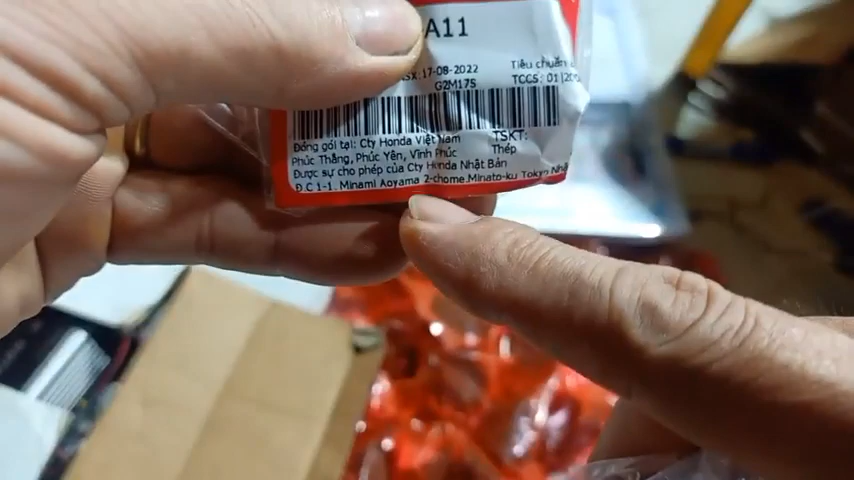 A11
SX:17-08-2022
Tiêu chuẩn
TCCS: 01
G2M175
Đóng gói tại: Cty Honda Việt Nam
TSKT:
Phúc Thắng, Phúc Yên, Vĩnh Phúc
Thép
Được sự cho phép của Cty Honda Nhật Bản
Đ.C 1-1, Minami Aoyama 2-chome Minato-ku Tokyo Nhật